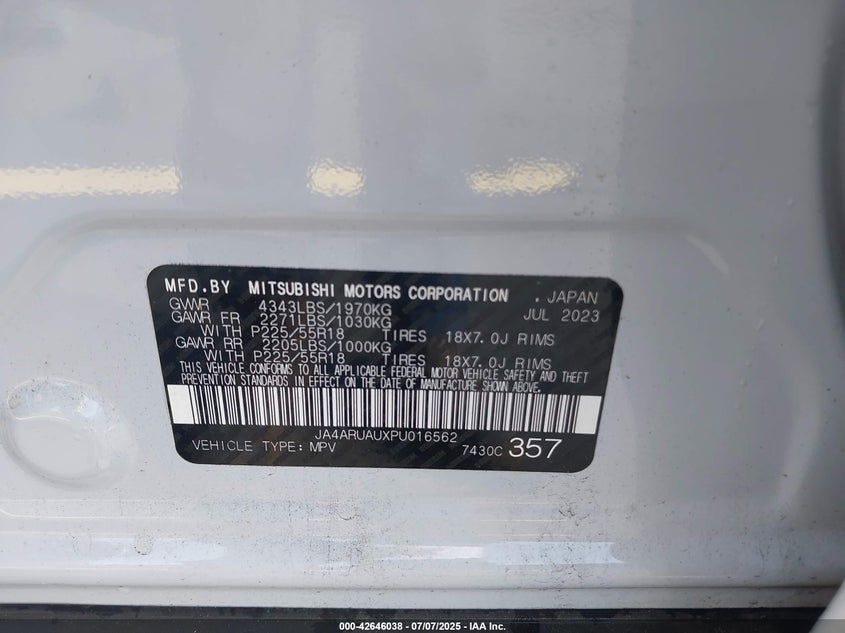 MFD.BY MITSUBISHI MOTORS CORPORATION . JAPAN
GVWR 4343LBS/1970KG JUL 2023
GAWR FR 2271LBS/1030KG
WITH P225/55R18 TIRES 18X7.0J RIMS
GAWR RR 2205LBS/1000KG
WITH P225/55R18 TIRES 18X7.0J RIMS
THIS VEHICLE CONFORMS TO ALL APPLICABLE FEDERAL MOTOR VEHICLE SAFETY AND THEFT
PREVENTION STANDARDS IN EFFECT ON THE DATE OF MANUFACTURE SHOWN ABOVE.
JA4ARUAUXPU016562
VEHICLE TYPE: MPV 7430C 357
000-42646038 - 07/07/2025 - IAA Inc.